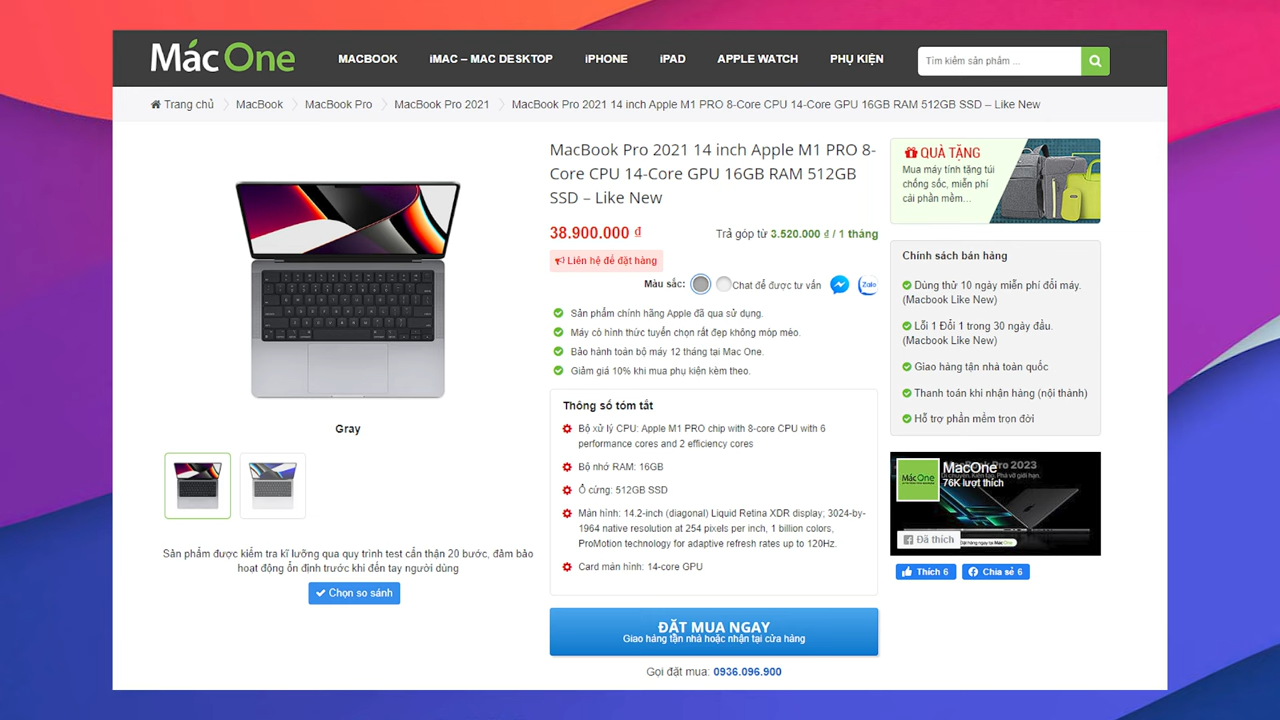 Mác One
MACBOOK
iMAC – MAC DESKTOP
iPHONE
iPAD
APPLE WATCH
PHỤ KIỆN
Tìm kiếm sản phẩm ...
Trang chủ
MacBook
MacBook Pro
MacBook Pro 2021
MacBook Pro 2021 14 inch Apple M1 PRO 8-Core CPU 14-Core GPU 16GB RAM 512GB SSD – Like New
Gray
Sản phẩm được kiểm tra kĩ lưỡng qua quy trình test cẩn thận 20 bước, đảm bảo
hoạt động ổn định trước khi đến tay người dùng
Chọn so sánh
MacBook Pro 2021 14 inch Apple M1 PRO 8-
Core CPU 14-Core GPU 16GB RAM 512GB
SSD – Like New
38.900.000 ₫
Trả góp từ 3.520.000 ₫ / 1 tháng
Liên hệ để đặt hàng
Màu sắc:
Chat để được tư vấn
Zalo
Sản phẩm chính hãng Apple đã qua sử dụng.
Máy có hình thức tuyển chọn rất đẹp không móp méo.
Bảo hành toàn bộ máy 12 tháng tại Mac One.
Giảm giá 10% khi mua phụ kiện kèm theo.
Thông số tóm tắt
Bộ xử lý CPU: Apple M1 PRO chip with 8-core CPU with 6
performance cores and 2 efficiency cores
Bộ nhớ RAM: 16GB
Ổ cứng: 512GB SSD
Màn hình: 14.2-inch (diagonal) Liquid Retina XDR display; 3024-by-
1964 native resolution at 254 pixels per inch, 1 billion colors,
ProMotion technology for adaptive refresh rates up to 120Hz.
Card màn hình: 14-core GPU
ĐẶT MUA NGAY
Giao hàng tận nhà hoặc nhận tại cửa hàng
Gọi đặt mua: 0936.096.900
QUÀ TẶNG
Mua máy tính tặng túi
chống sốc, miễn phí
cài phần mềm...
Chính sách bán hàng
Dùng thử 10 ngày miễn phí đổi máy.
(Macbook Like New)
Lỗi 1 Đổi 1 trong 30 ngày đầu.
(Macbook Like New)
Giao hàng tận nhà toàn quốc
Thanh toán khi nhận hàng (nội thành)
Hỗ trợ phần mềm trọn đời
Mác One
MacOne
Pro 2023
76K lượt thích
Đã thích
Thích 6
Chia sẻ 6